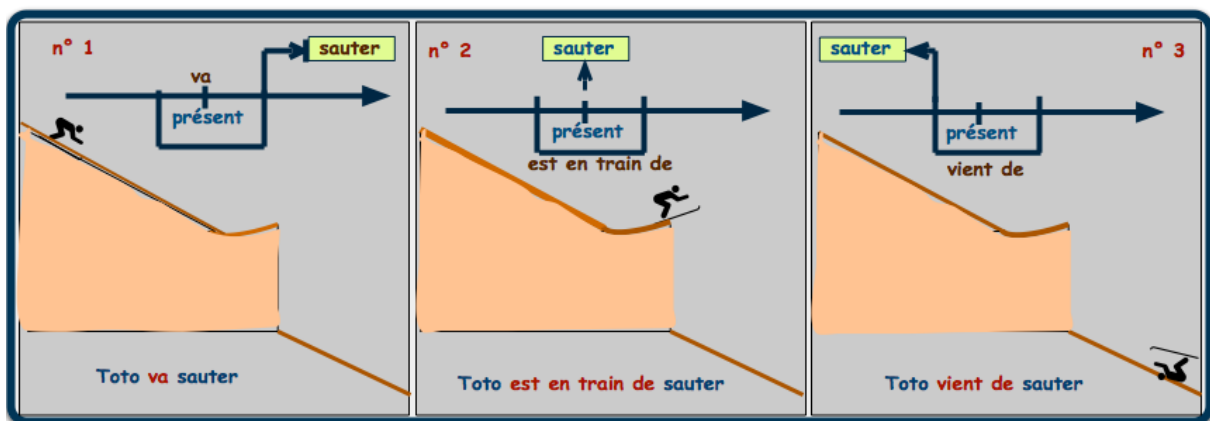 n° 1
sauter
va
présent
Toto va sauter
n° 2
sauter
présent
est en train de
Toto est en train de sauter
n° 3
sauter
présent
vient de
Toto vient de sauter